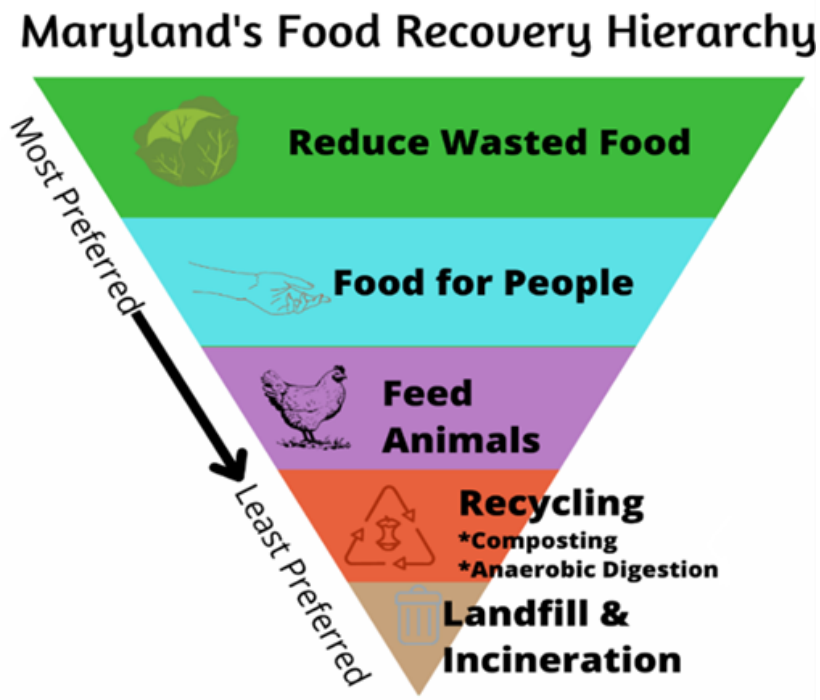 Maryland's Food Recovery Hierarchy
Most Preferred
Least Preferred
Reduce Wasted Food
Food for People
Feed
Animals
Recycling
*Composting
*Anaerobic Digestion
Landfill &
Incineration